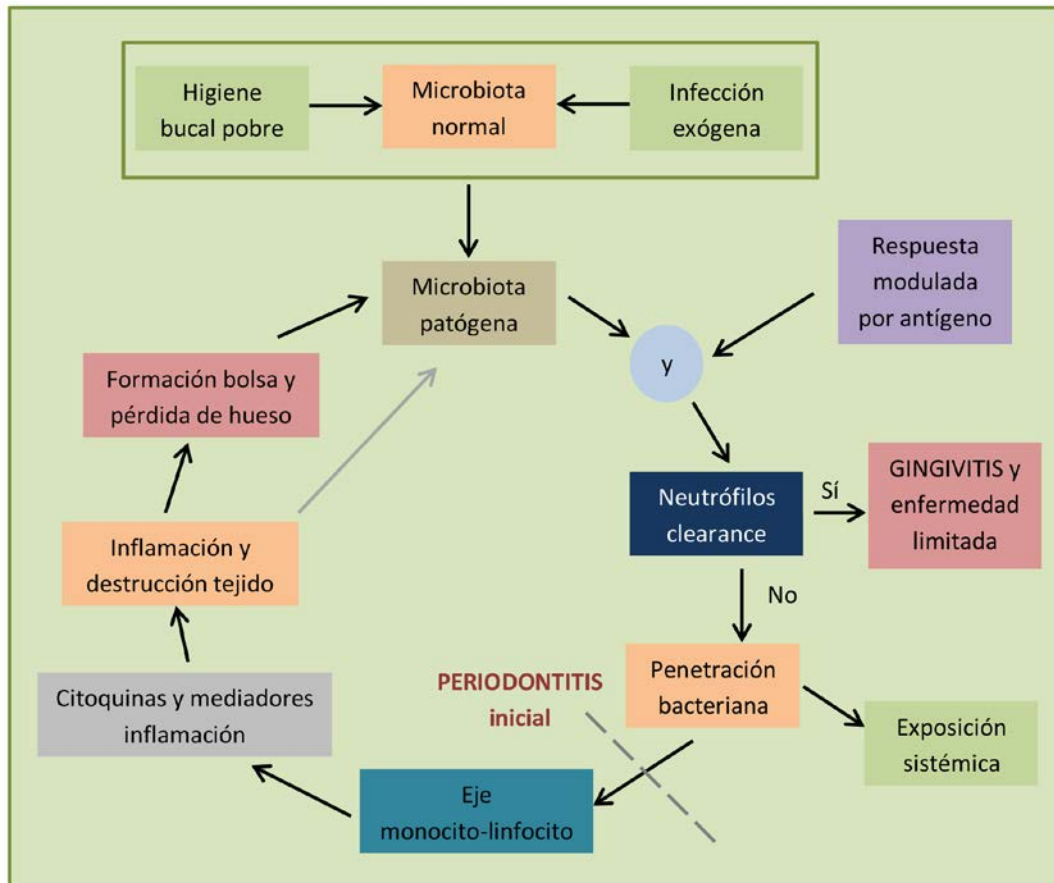 Higiene
bucal pobre
Microbiota
normal
Infección
exógena
Microbiota
patógena
Respuesta
modulada
por antígeno
y
Formación bolsa y
pérdida de hueso
Neutrófilos
clearance
Sí
GINGIVITIS y
enfermedad
limitada
Inflamación y
destrucción tejido
No
Penetración
bacteriana
PERIODONTITIS
inicial
Citoquinas y mediadores
inflamación
Exposición
sistémica
Eje
monocito-linfocito